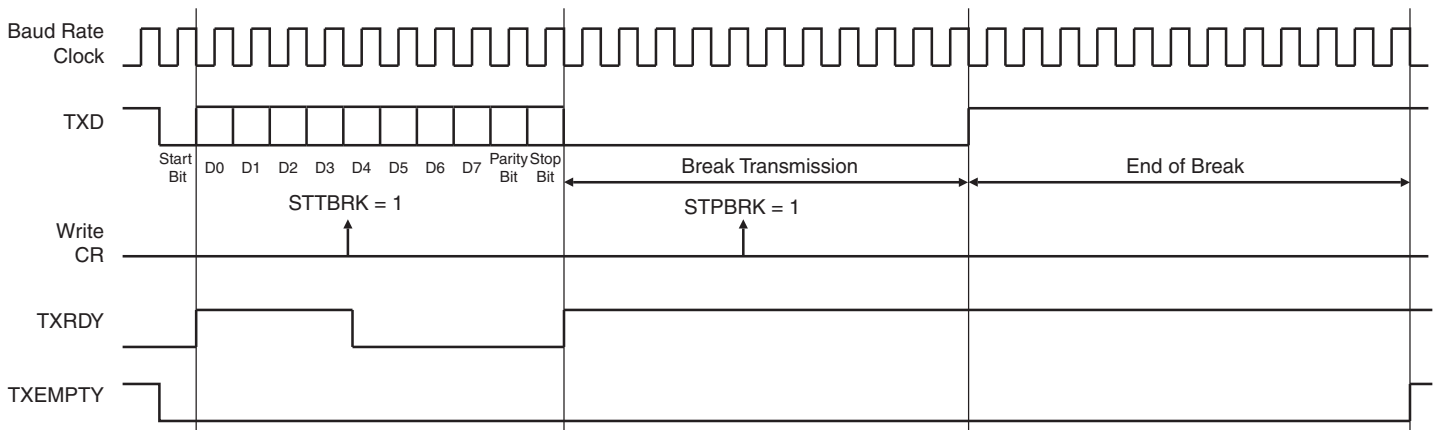 Baud Rate
Clock
TXD
Start
Bit
D0 D1 D2 D3 D4 D5 D6 D7
Parity
Bit
Stop
Bit
Break Transmission
End of Break
STTBRK = 1
STPBRK = 1
Write
CR
TXRDY
TXEMPTY